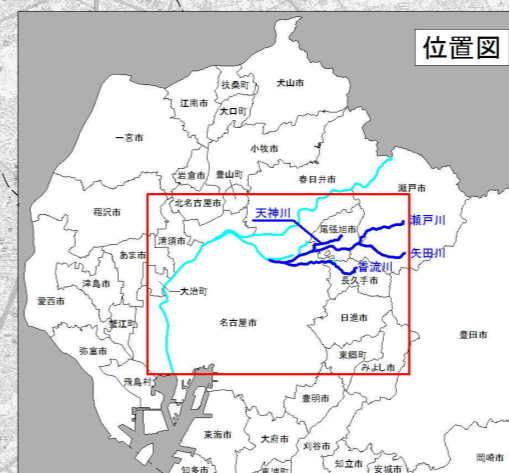 位置図
扶桑町
犬山市
江南市
大口町
一宮市
小牧市
岩倉市
豊山町
春日井市
瀬戸市
北名古屋市
稲沢市
天神川
尾張旭市
瀬戸川
清須市
あま市
矢田川
香流川
津島市
大治町
長久手市
愛西市
蟹江町
名古屋市
日進市
豊田市
弥富市
東郷町
みよし市
飛島村
豊明市
東海市
大府市
刈谷市
岡崎市
知多市
東浦町
知立市
安城市